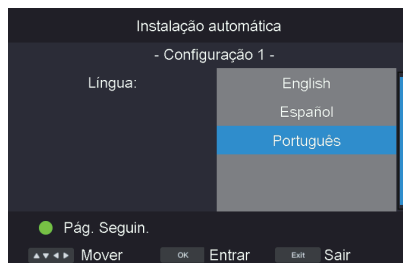 Instalação automática
- Configuração 1 -
Língua:
English
Español
Português
Pág. Seguin.
Mover OK Entrar Exit Sair